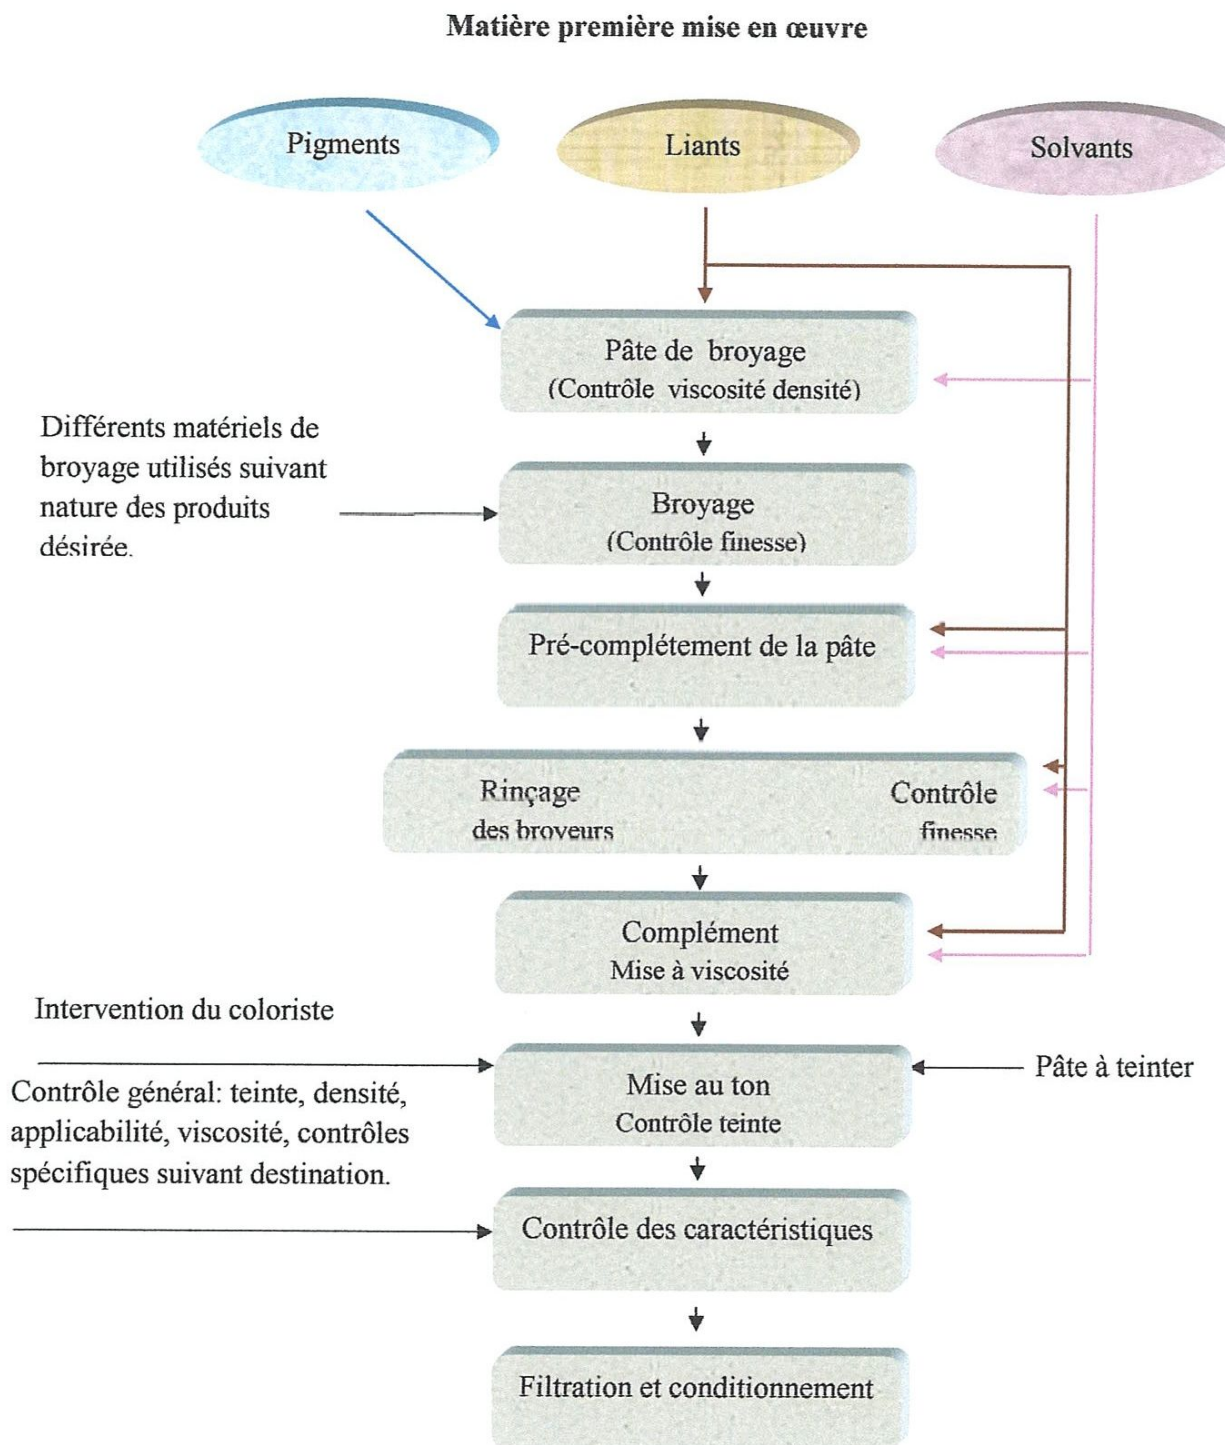 Matière première mise en œuvre
Pigments
Liants
Solvants
Pâte de broyage
(Contrôle viscosité densité)
Différents matériels de
broyage utilisés suivant
nature des produits
désirée.
Broyage
(Contrôle finesse)
Pré-complétement de la pâte
Rinçage
des broyeurs
Contrôle
finesse
Complément
Mise à viscosité
Intervention du coloriste
Mise au ton
Contrôle teinte
Pâte à teinter
Contrôle général: teinte, densité,
applicabilité, viscosité, contrôles
spécifiques suivant destination.
Contrôle des caractéristiques
Filtration et conditionnement